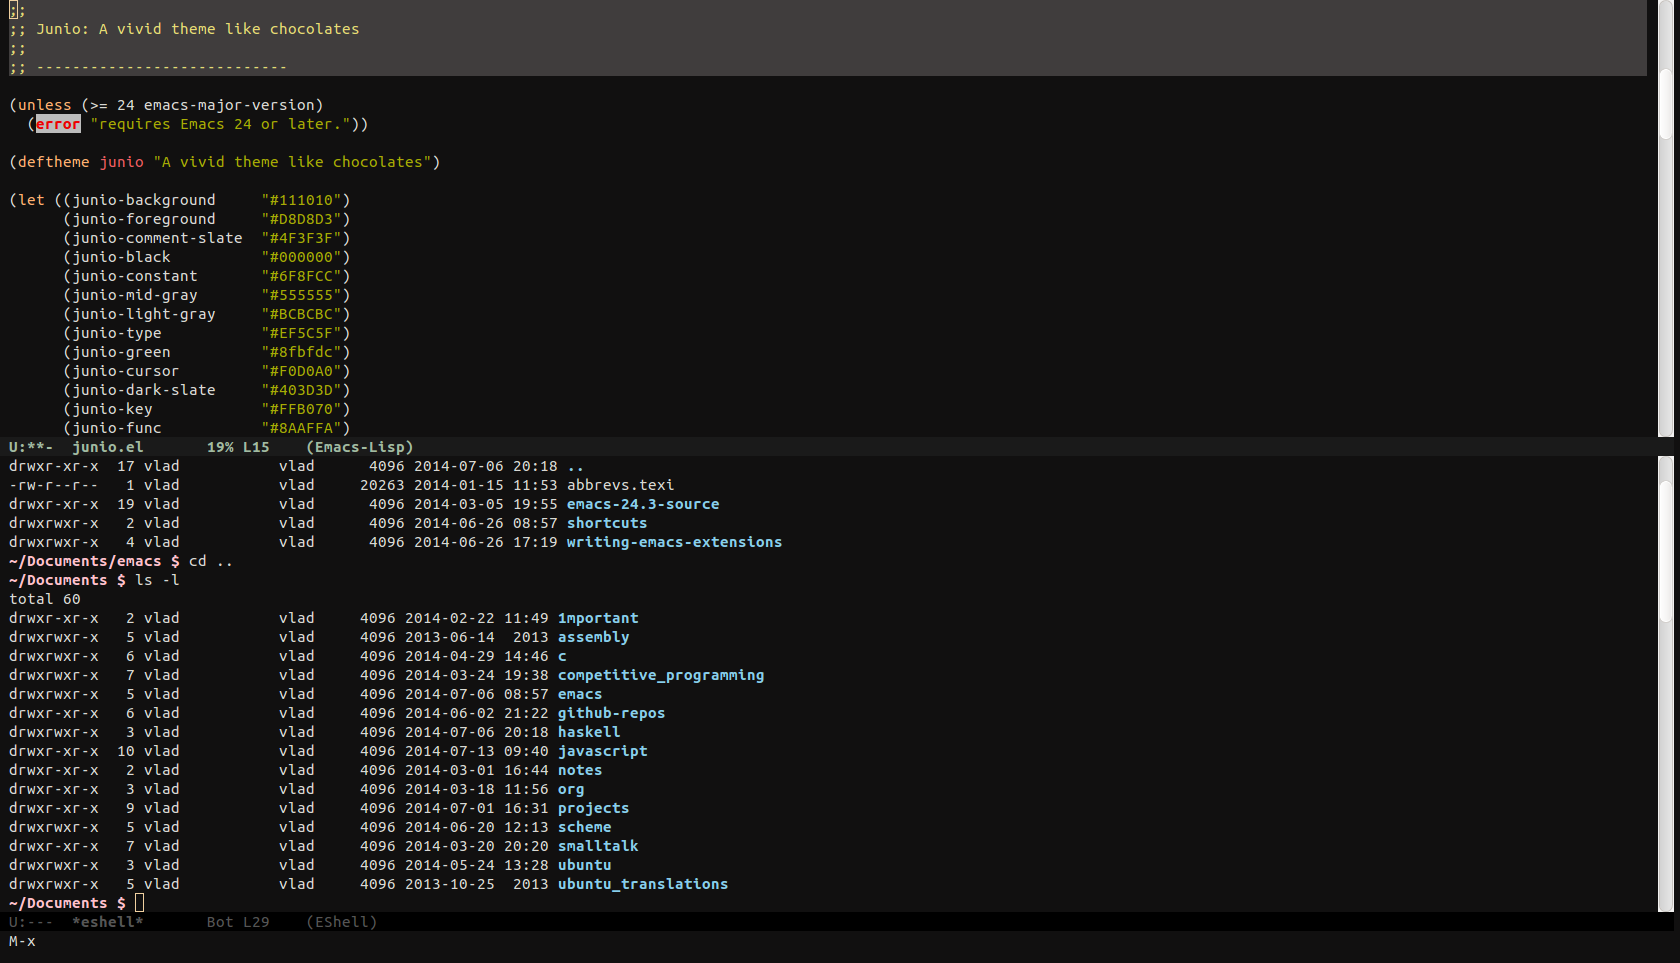 ;;
;; Junio: A vivid theme like chocolates
;;
;; ----------------------------

(unless (>= 24 emacs-major-version)
  (error "requires Emacs 24 or later."))

(deftheme junio "A vivid theme like chocolates")

(let ((junio-background     "#111010")
      (junio-foreground     "#D8D8D3")
      (junio-comment-slate  "#4F3F3F")
      (junio-black          "#000000")
      (junio-constant       "#6F8FCC")
      (junio-mid-gray       "#555555")
      (junio-light-gray     "#BCBCBC")
      (junio-type           "#EF5C5F")
      (junio-green          "#8fbfdc")
      (junio-cursor         "#F0D0A0")
      (junio-dark-slate     "#403D3D")
      (junio-key            "#FFB070")
      (junio-func           "#8AAFFA")
U:**-  junio.el       19% L15    (Emacs-Lisp)
drwxr-xr-x  17 vlad           vlad      4096 2014-07-06 20:18 ..
-rw-r--r--   1 vlad           vlad     20263 2014-01-15 11:53 abbrevs.texi
drwxr-xr-x  19 vlad           vlad      4096 2014-03-05 19:55 emacs-24.3-source
drwxrwxr-x   2 vlad           vlad      4096 2014-06-26 08:57 shortcuts
drwxrwxr-x   4 vlad           vlad      4096 2014-06-26 17:19 writing-emacs-extensions
~/Documents/emacs $ cd ..
~/Documents $ ls -l
total 60
drwxr-xr-x   2 vlad           vlad     4096 2014-02-22 11:49 1mportant
drwxrwxr-x   5 vlad           vlad     4096 2013-06-14  2013 assembly
drwxrwxr-x   6 vlad           vlad     4096 2014-04-29 14:46 c
drwxrwxr-x   7 vlad           vlad     4096 2014-03-24 19:38 competitive_programming
drwxrwxr-x   5 vlad           vlad     4096 2014-07-06 08:57 emacs
drwxr-xr-x   6 vlad           vlad     4096 2014-06-02 21:22 github-repos
drwxrwxr-x   3 vlad           vlad     4096 2014-07-06 20:18 haskell
drwxr-xr-x  10 vlad           vlad     4096 2014-07-13 09:40 javascript
drwxr-xr-x   2 vlad           vlad     4096 2014-03-01 16:44 notes
drwxr-xr-x   3 vlad           vlad     4096 2014-03-18 11:56 org
drwxr-xr-x   9 vlad           vlad     4096 2014-07-01 16:31 projects
drwxrwxr-x   5 vlad           vlad     4096 2014-06-20 12:13 scheme
drwxrwxr-x   7 vlad           vlad     4096 2014-03-20 20:20 smalltalk
drwxrwxr-x   3 vlad           vlad     4096 2014-05-24 13:28 ubuntu
drwxrwxr-x   5 vlad           vlad     4096 2013-10-25  2013 ubuntu_translations
~/Documents $
U:---  *eshell*       Bot L29    (EShell)
M-x